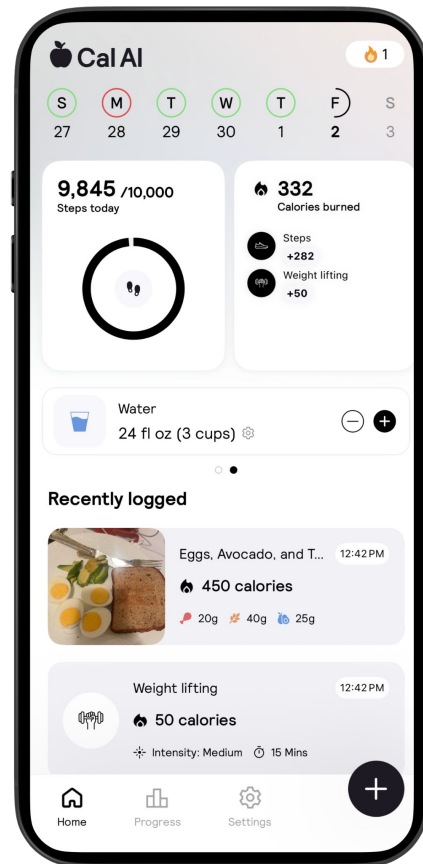 Cal AI
1
S M T W T F S
27 28 29 30 1 2 3
9,845 /10,000
Steps today
332
Calories burned
Steps
+282
Weight lifting
+50
Water
24 fl oz (3 cups)
Recently logged
Eggs, Avocado, and T... 12:42 PM
450 calories
20g 40g 25g
Weight lifting 12:42 PM
50 calories
Intensity: Medium 15 Mins
Home Progress Settings